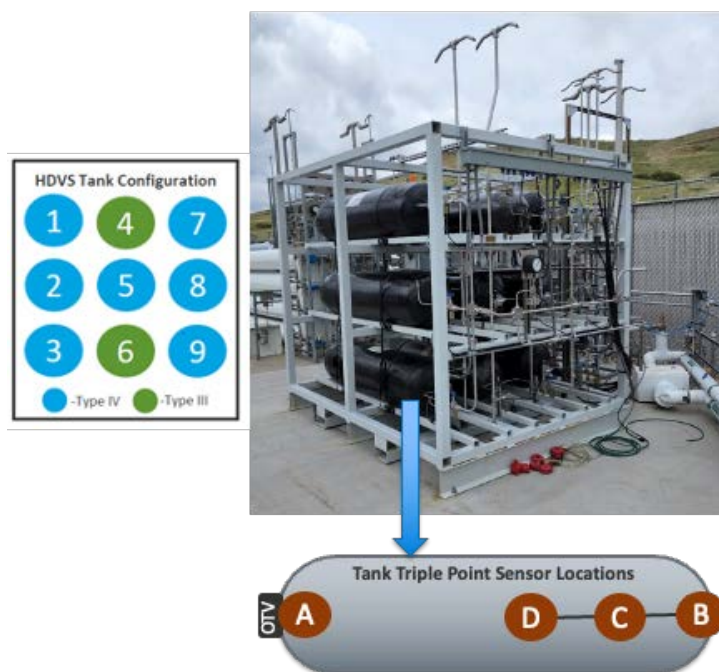 HDVS Tank Configuration
1 4 7
2 5 8
3 6 9
-Type IV -Type III
Tank Triple Point Sensor Locations
OTV A D C B